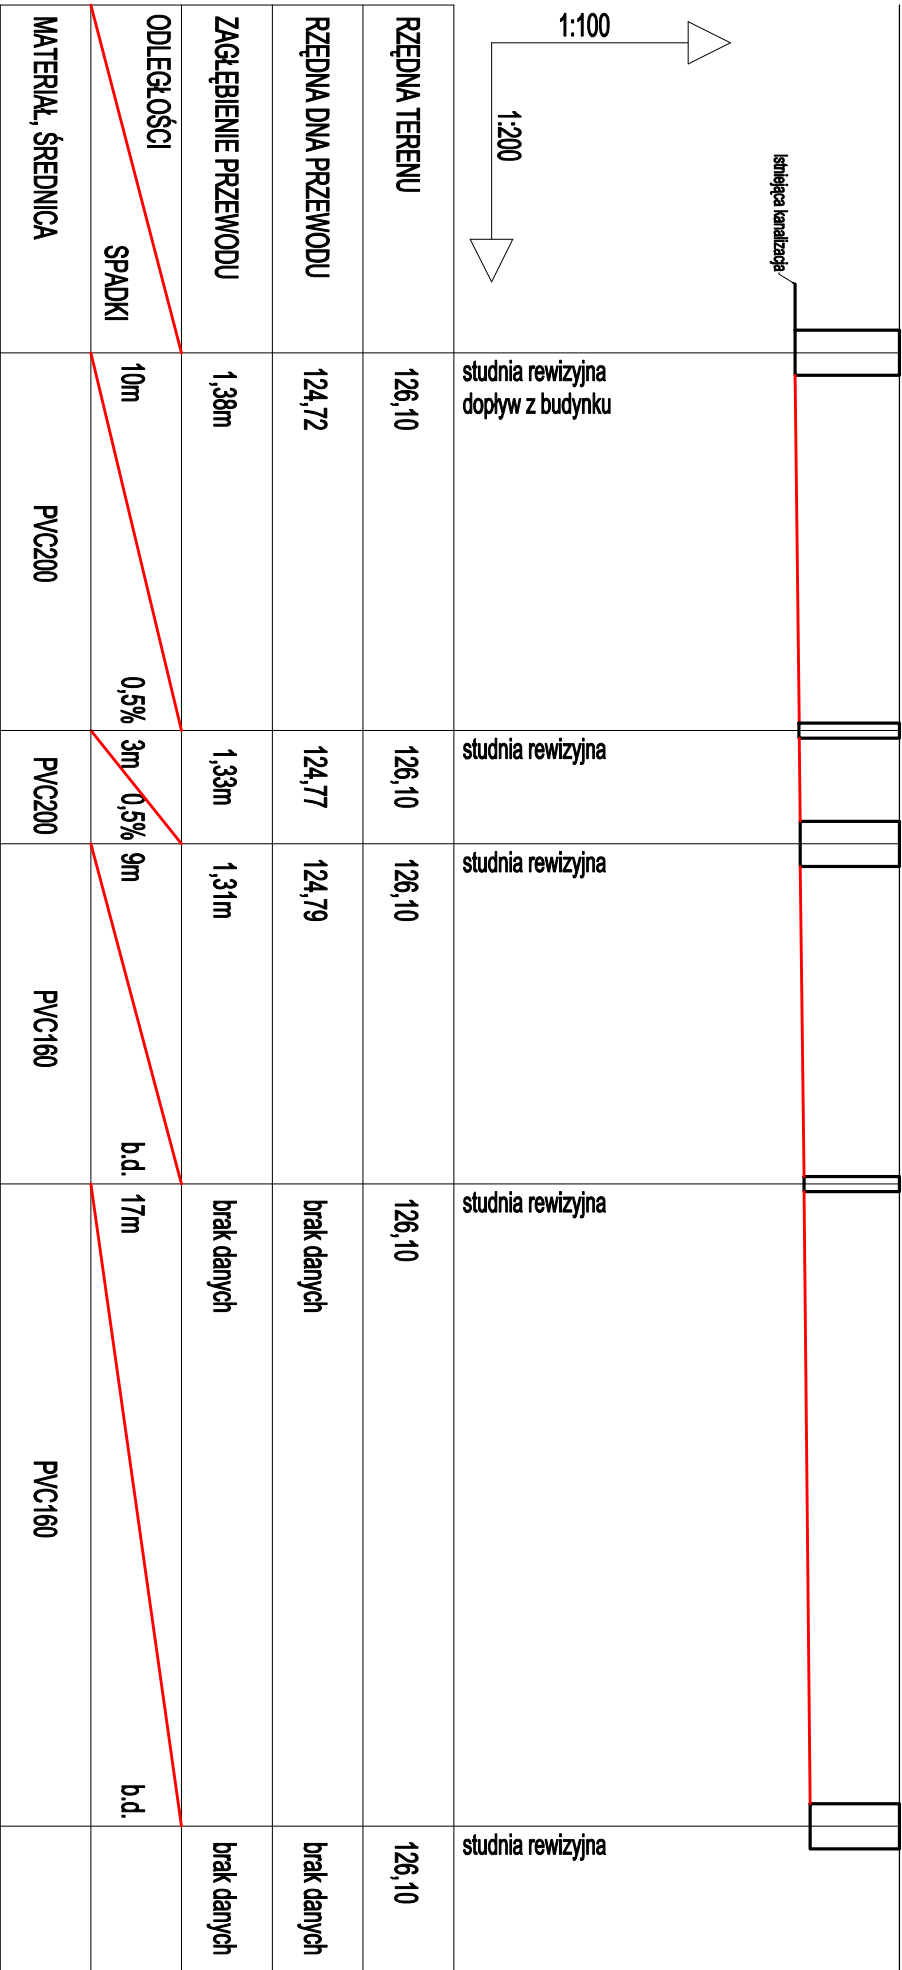 1:100
1:200
Istniejąca kanalizacja
studnia rewizyjna
dopływ z budynku
studnia rewizyjna
studnia rewizyjna
studnia rewizyjna
studnia rewizyjna
RZĘDNA TERENU
126,10
126,10
126,10
126,10
126,10
RZĘDNA DNA PRZEWODU
124,72
124,77
124,79
brak danych
brak danych
ZAGŁĘBIENIE PRZEWODU
1,38m
1,33m
1,31m
brak danych
brak danych
ODLEGŁOŚCI
SPADKI
10m
0,5%
3m
0,5%
9m
b.d.
17m
b.d.
MATERIAŁ, ŚREDNICA
PVC200
PVC200
PVC160
PVC160